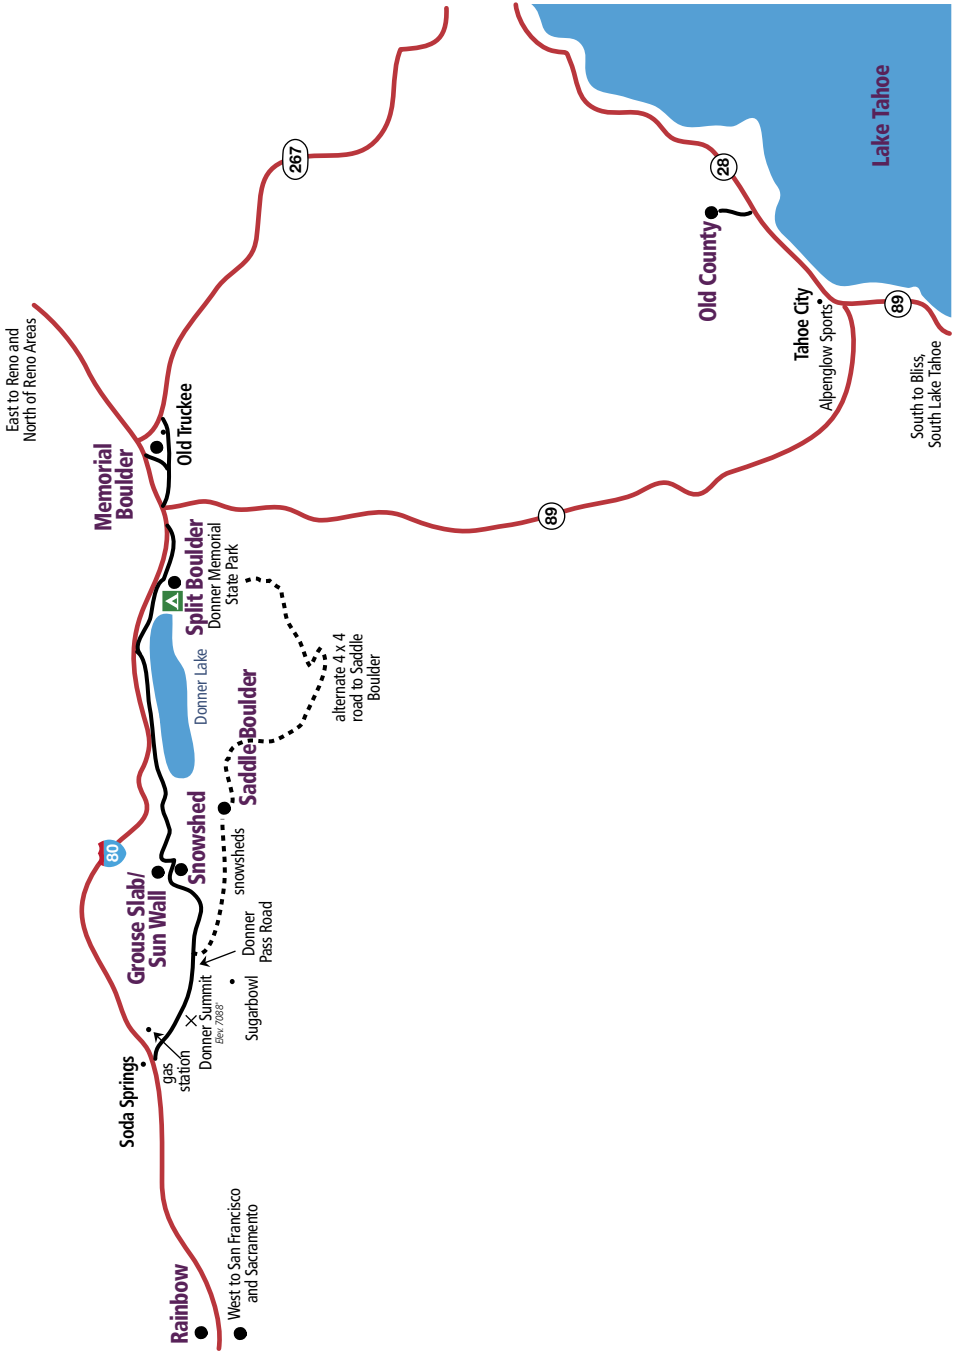 East to Reno and
North of Reno Areas
267
Memorial
Boulder
Old Truckee
Split Boulder
Donner Memorial
State Park
Donner Lake
alternate 4 x 4
road to Saddle
Boulder
Saddle Boulder
80
Snowshed
snowsheds
Grouse Slab/
Sun Wall
Donner
Pass Road
Sugarbowl
Donner Summit
Elev. 7088'
gas
station
Soda Springs
Rainbow
West to San Francisco
and Sacramento
89
Old County
28
Lake Tahoe
Tahoe City
Alpenglow Sports
89
South to Bliss,
South Lake Tahoe